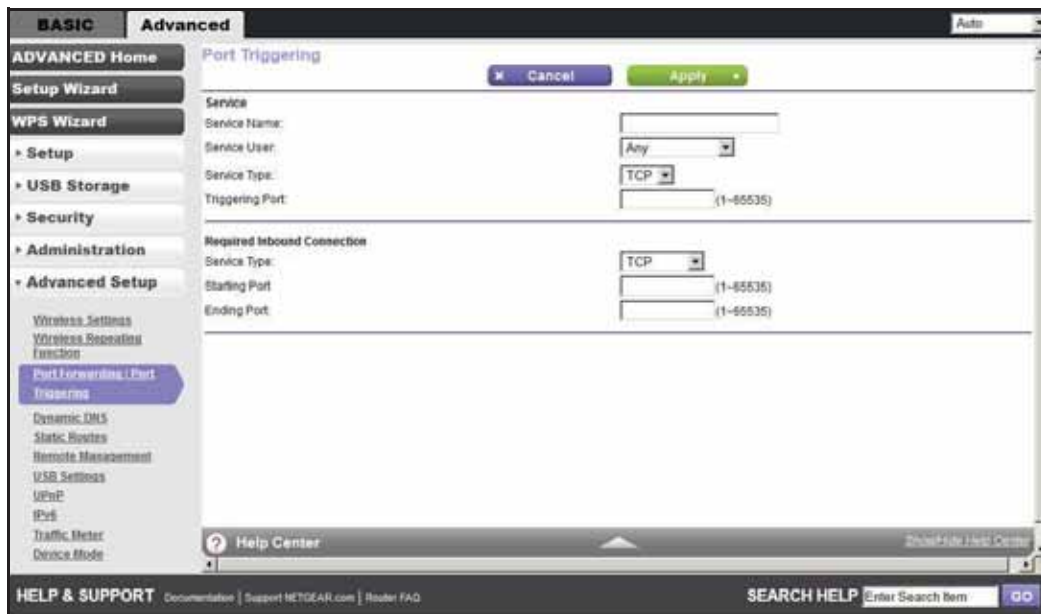 BASIC
Advanced
Auto
ADVANCED Home
Setup Wizard
WPS Wizard
Setup
USB Storage
Security
Administration
Advanced Setup
Wireless Settings
Wireless Repeating
Function
Port Forwarding / Port
Triggering
Dynamic DNS
Static Routes
Remote Management
USB Settings
UPnP
IPv6
Traffic Meter
Device Mode
Port Triggering
Cancel
Apply
Service
Service Name:
Service User: Any
Service Type: TCP
Triggering Port: (1~65535)
Required Inbound Connection
Service Type: TCP
Starting Port (1~65535)
Ending Port (1~65535)
? Help Center
Show/Hide Help Center
HELP & SUPPORT Documentation | Support NETGEAR.com | Router FAQ
SEARCH HELP Enter Search Item GO